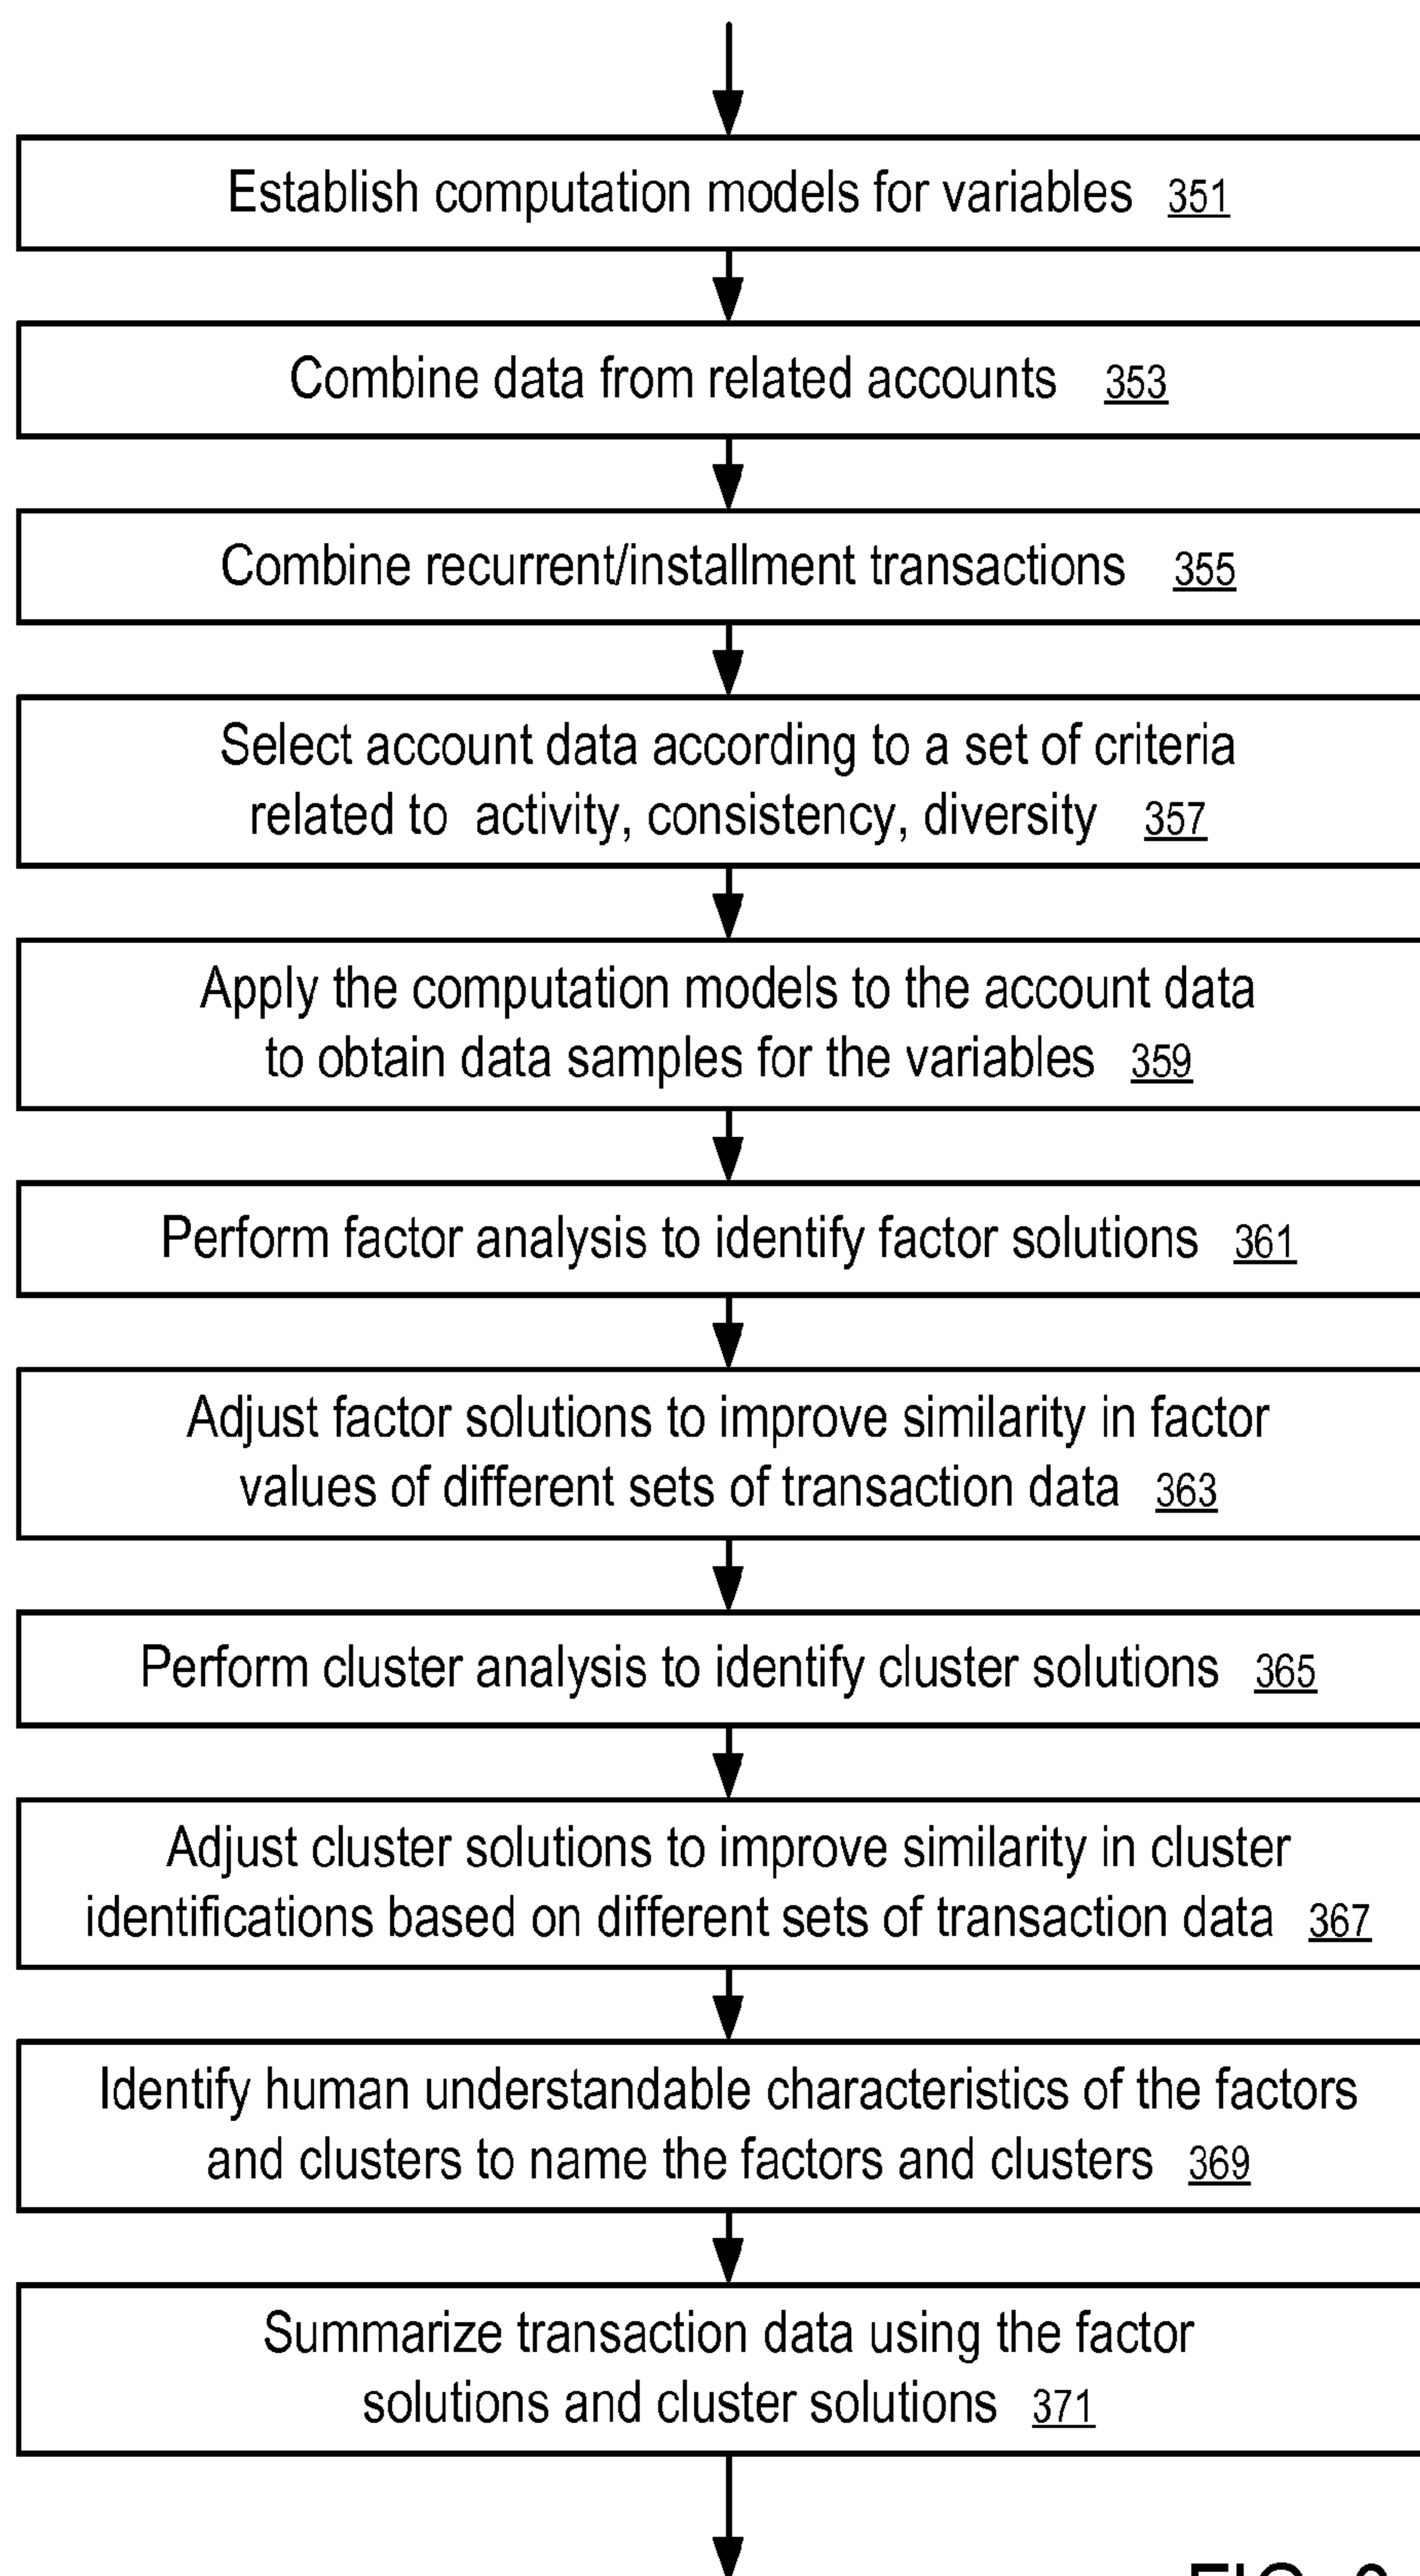 Establish computation models for variables 351
Combine data from related accounts 353
Combine recurrent/installment transactions 355
Select account data according to a set of criteria
related to activity, consistency, diversity 357
Apply the computation models to the account data
to obtain data samples for the variables 359
Perform factor analysis to identify factor solutions 361
Adjust factor solutions to improve similarity in factor
values of different sets of transaction data 363
Perform cluster analysis to identify cluster solutions 365
Adjust cluster solutions to improve similarity in cluster
identifications based on different sets of transaction data 367
Identify human understandable characteristics of the factors
and clusters to name the factors and clusters 369
Summarize transaction data using the factor
solutions and cluster solutions 371